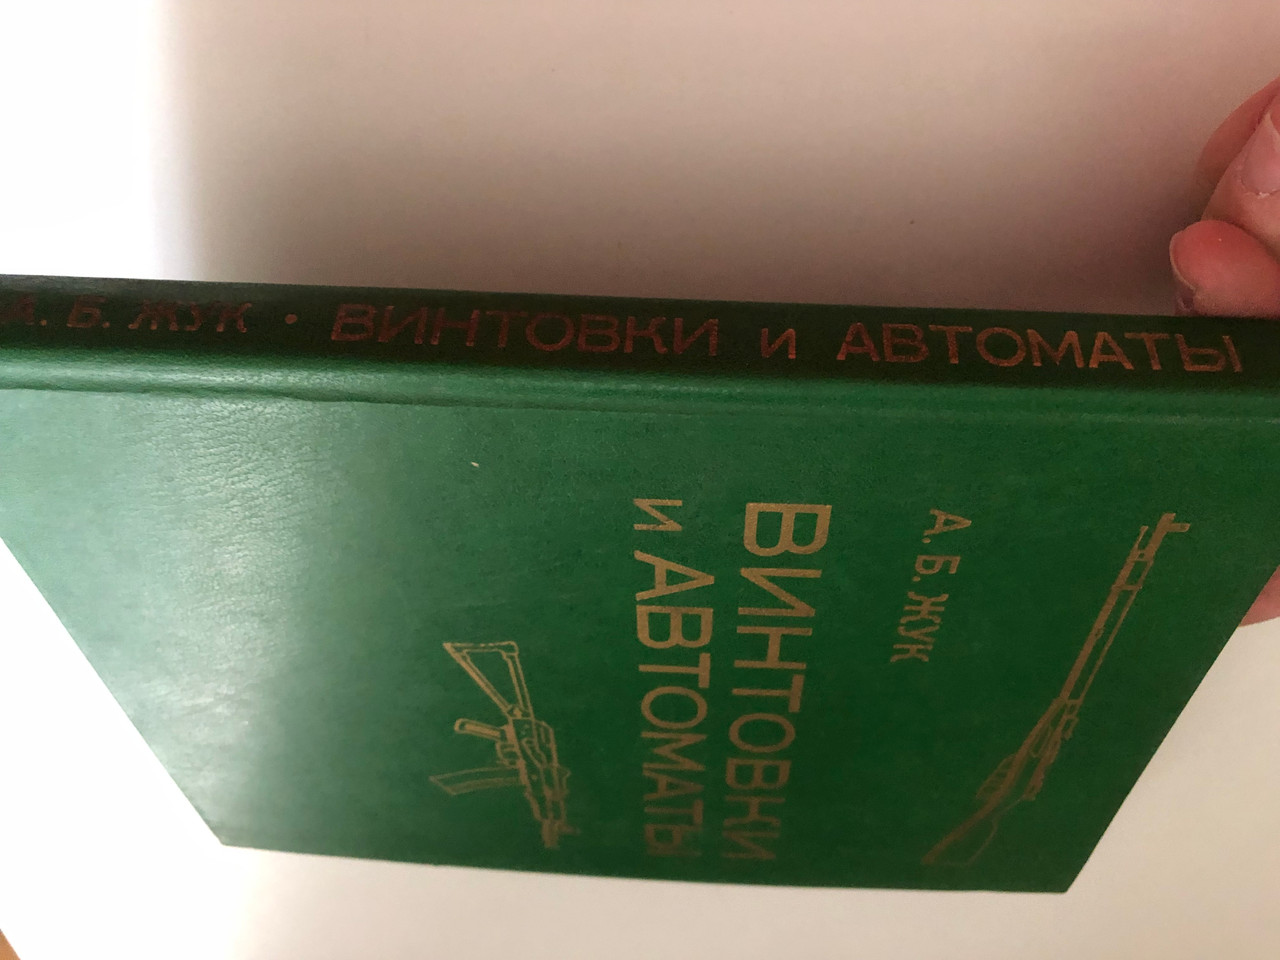 А. Б. ЖУК • ВИНТОВКИ и АВТОМАТЫ
А. Б. ЖУК
ВИНТОВКИ
И АВТОМАТЫ